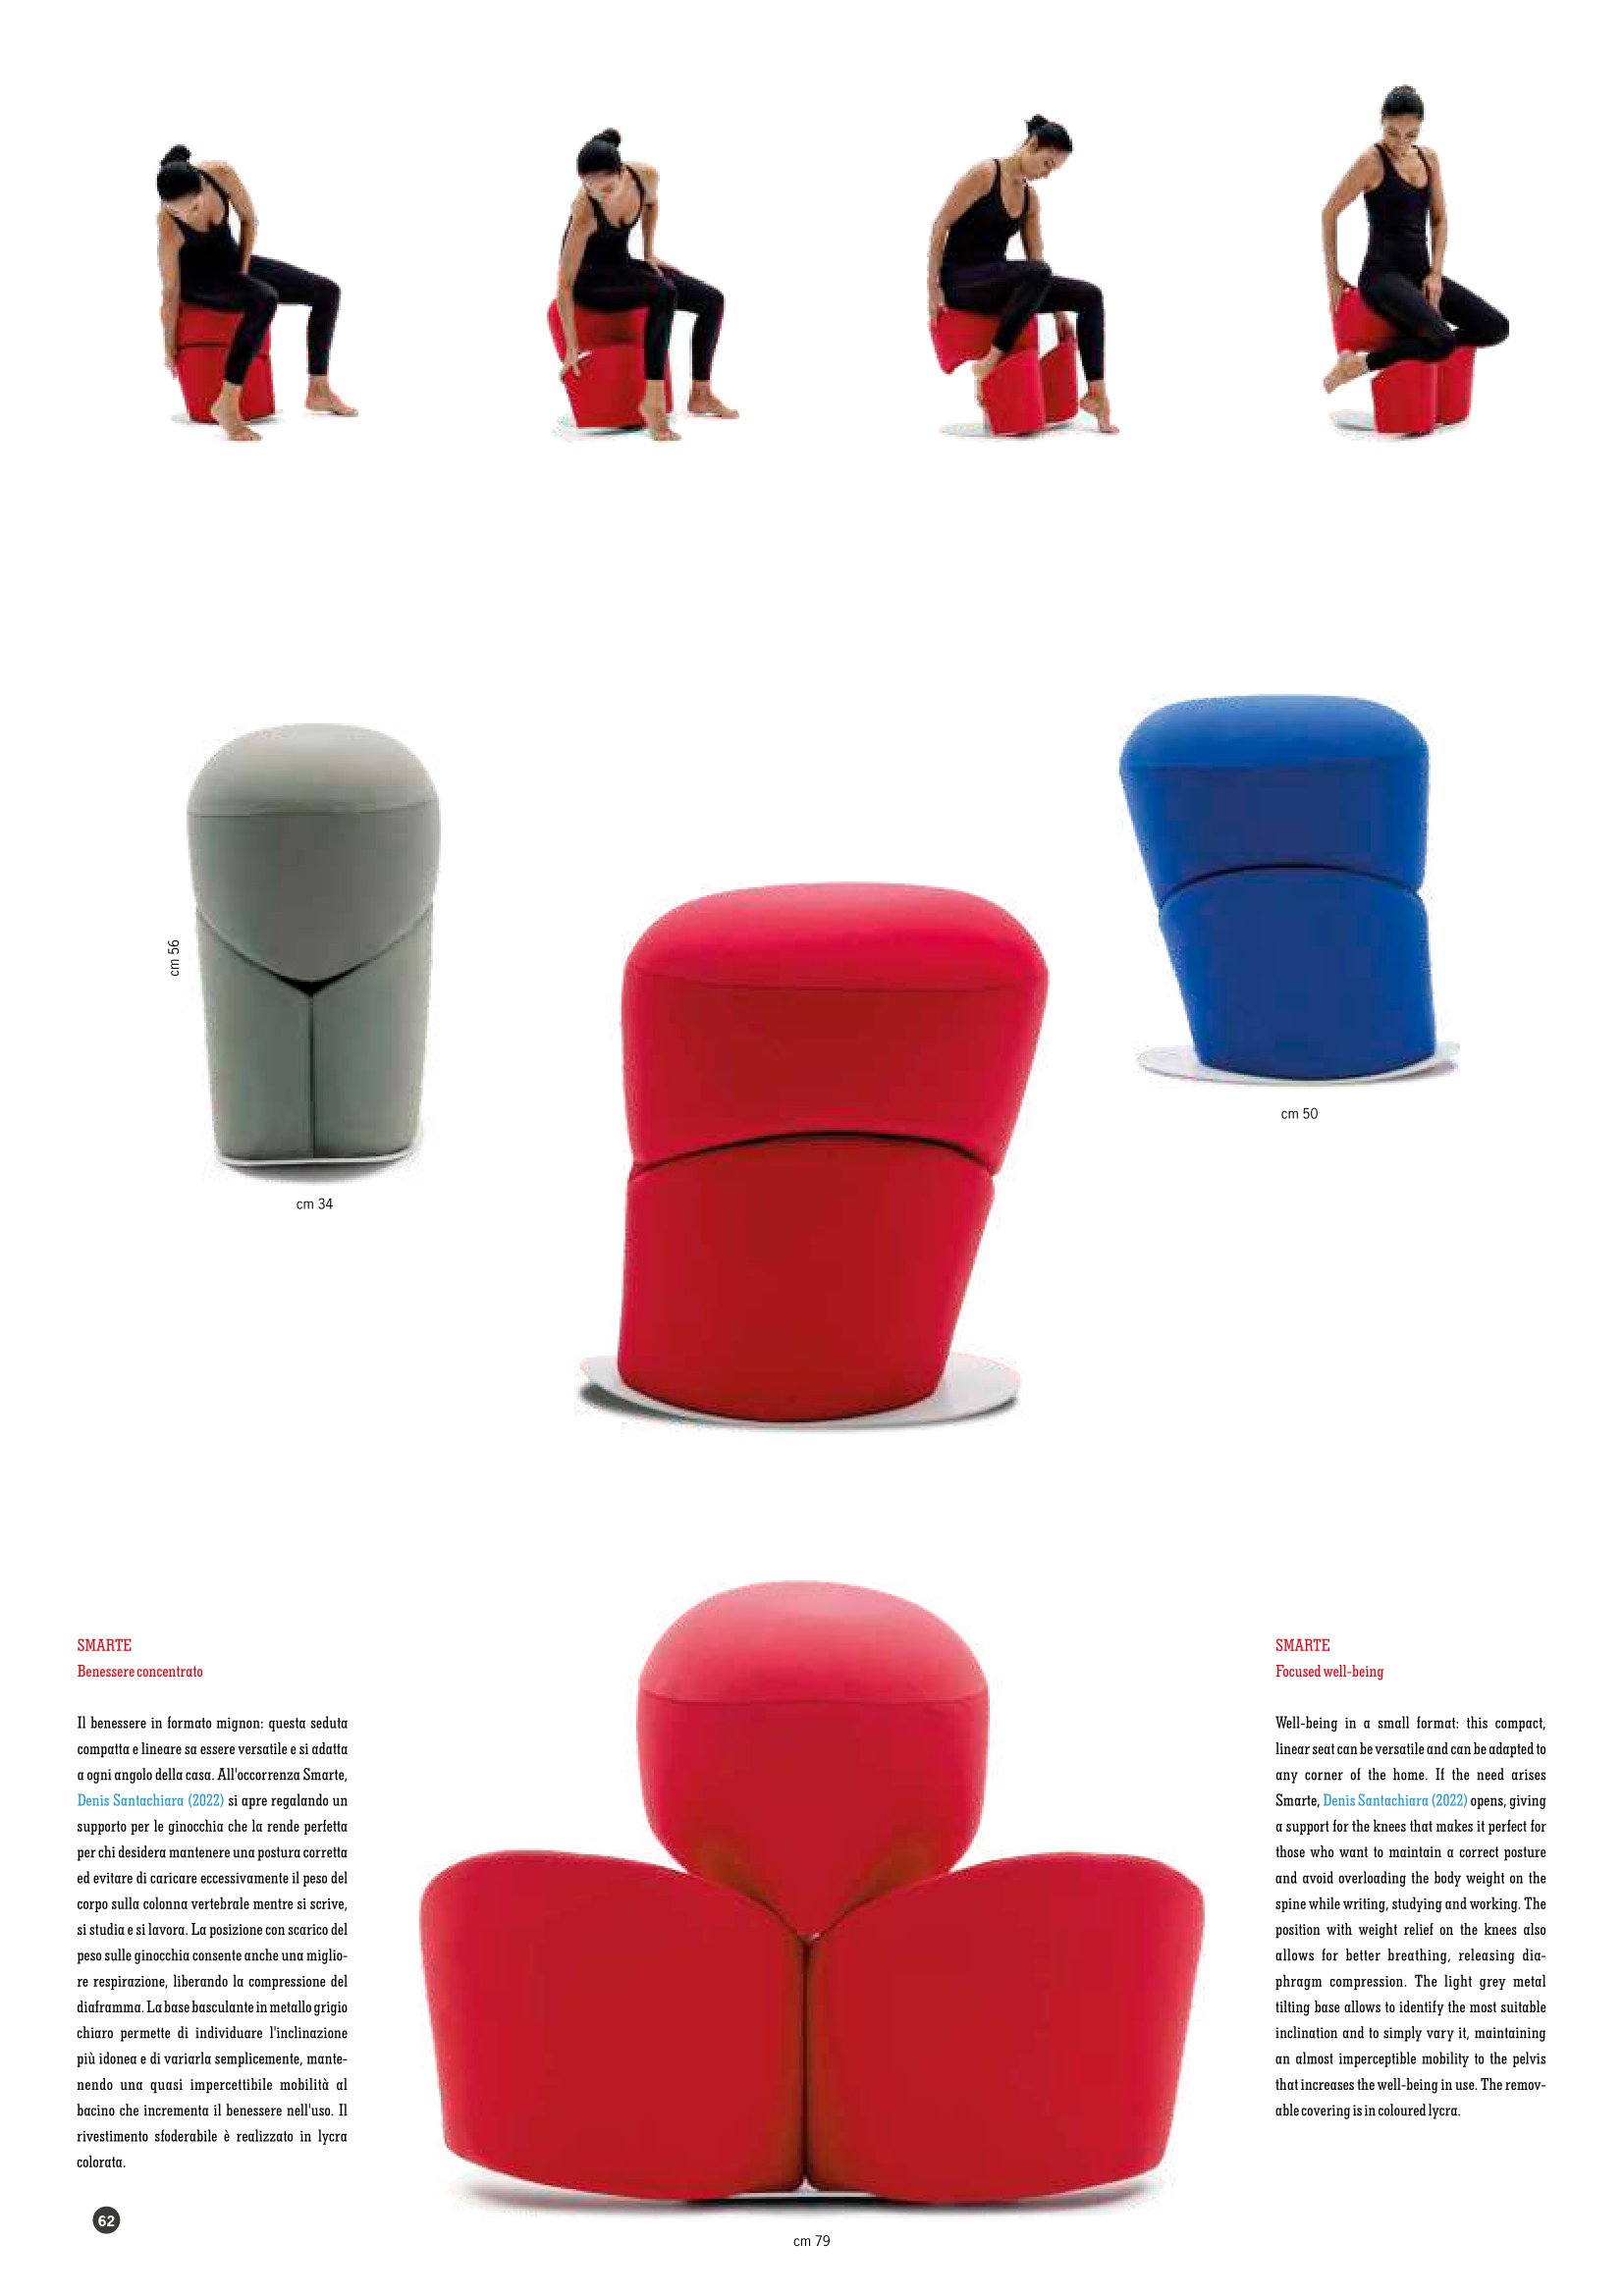 cm 56
cm 34
cm 50
SMARTE
Benessere concentrato
Il benessere in formato mignon: questa seduta
compatta e lineare sa essere versatile e si adatta
a ogni angolo della casa. All'occorrenza Smarte,
Denis Santachiara (2022) si apre regalando un
supporto per le ginocchia che la rende perfetta
per chi desidera mantenere una postura corretta
ed evitare di caricare eccessivamente il peso del
corpo sulla colonna vertebrale mentre si scrive,
si studia e si lavora. La posizione con scarico del
peso sulle ginocchia consente anche una miglio-
re respirazione, liberando la compressione del
diaframma. La base basculante in metallo grigio
chiaro permette di individuare l'inclinazione
più idonea e di variarla semplicemente, mante-
nendo una quasi impercettibile mobilità al
bacino che incrementa il benessere nell'uso. Il
rivestimento sfoderabile è realizzato in lycra
colorata.
SMARTE
Focused well-being
Well-being in a small format: this compact,
linear seat can be versatile and can be adapted to
any corner of the home. If the need arises
Smarte, Denis Santachiara (2022) opens, giving
a support for the knees that makes it perfect for
those who want to maintain a correct posture
and avoid overloading the body weight on the
spine while writing, studying and working. The
position with weight relief on the knees also
allows for better breathing, releasing dia-
phragm compression. The light grey metal
tilting base allows to identify the most suitable
inclination and to simply vary it, maintaining
an almost imperceptible mobility to the pelvis
that increases the well-being in use. The remov-
able covering is in coloured lycra.
62
cm 79